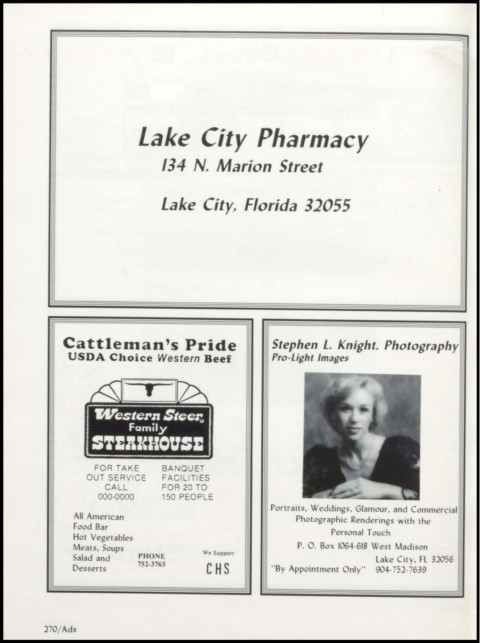 Lake City Pharmacy
134 N. Marion Street
Lake City, Florida 32055
Cattleman's Pride
USDA Choice Western Beef
Western Steer
Family
STEAKHOUSE
FOR TAKE
OUT SERVICE
CALL
000-0000
BANQUET
FACILITIES
FOR 20 TO
150 PEOPLE
All American
Food Bar
Hot Vegetables
Meats, Soups
Salad and
Desserts
PHONE
752-3763
We Support
CHS
Stephen L. Knight, Photography
Pro-Light Images
Portraits, Weddings, Glamour, and Commercial
Photographic Renderings with the
Personal Touch
P. O. Box 1064-618 West Madison
Lake City, FL 32056
"By Appointment Only" 904-752-7639
270/Ads